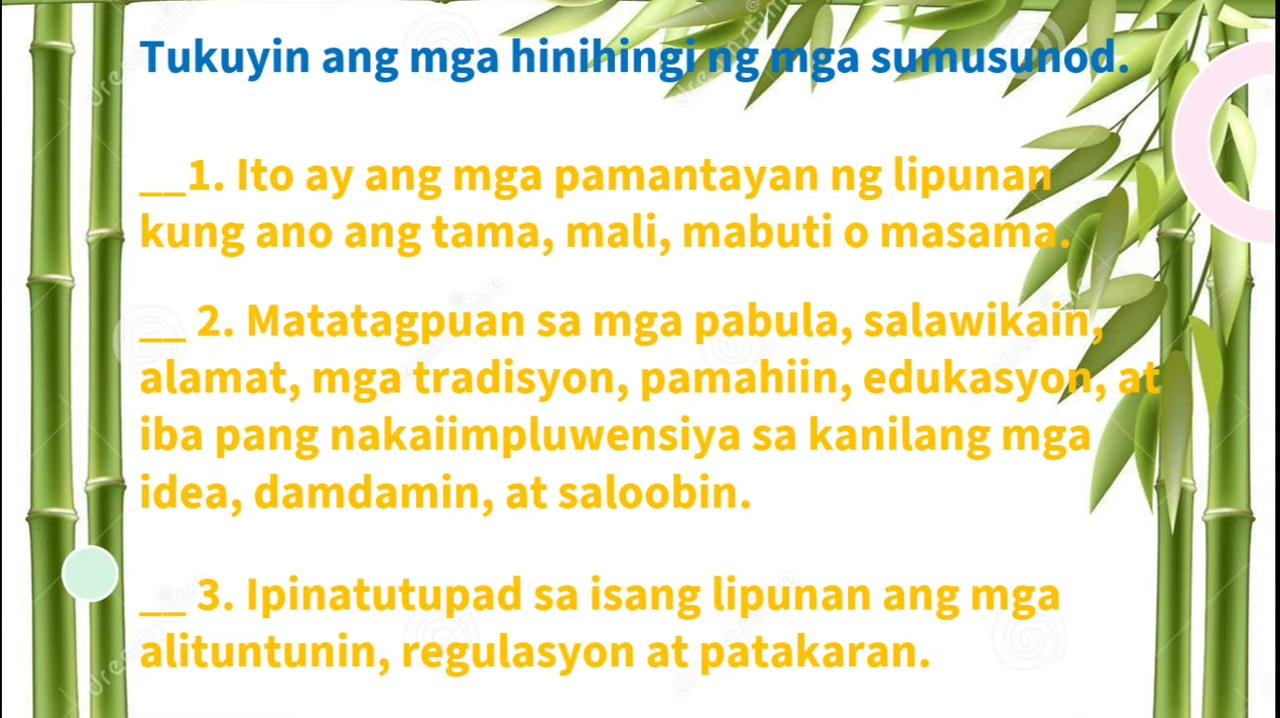 Tukuyin ang mga hinihingi ng mga sumusunod.
__1. Ito ay ang mga pamantayan ng lipunan
kung ano ang tama, mali, mabuti o masama.
__ 2. Matatagpuan sa mga pabula, salawikain,
alamat, mga tradisyon, pamahiin, edukasyon, at
iba pang nakaiimpluwensiya sa kanilang mga
idea, damdamin, at saloobin.
__ 3. Ipinatutupad sa isang lipunan ang mga
alituntunin, regulasyon at patakaran.